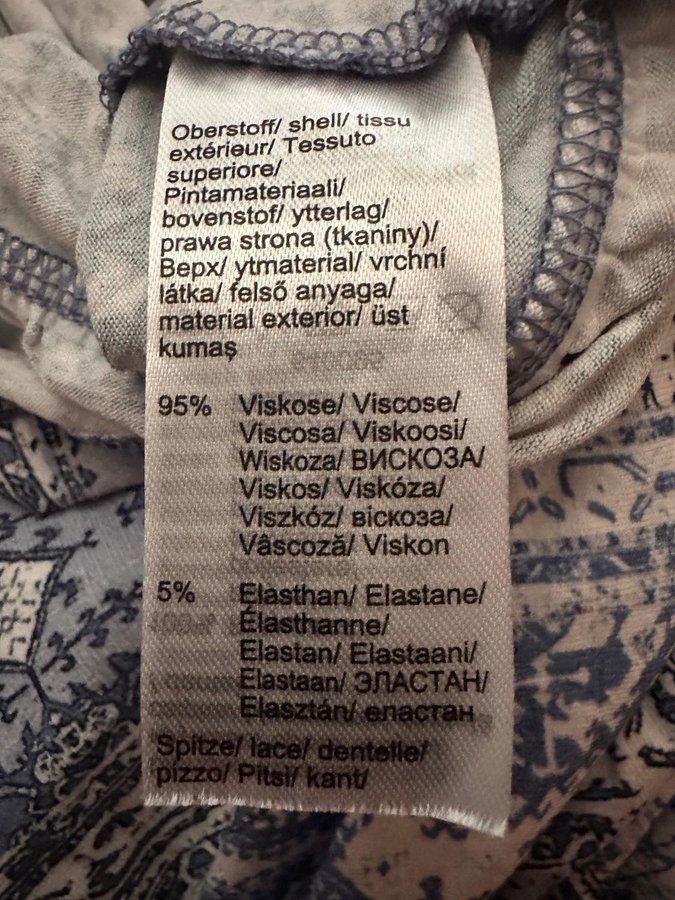 Oberstoff/ shell/ tissu
extérieur/ Tessuto
superiore/
Pintamateriaali/
bovenstof/ ytterlag/
prawa strona (tkaniny)/
Верх/ ytmaterial/ vrchní
látka/ felső anyaga/
material exterior/ üst
kumaş
95% Viskose/ Viscose/
Viscosa/ Viskoosi/
Wiskoza/ ВИСКОЗА/
Viskos/ Viskóza/
Viszkóz/ віскоза/
Vâscoză/ Viskon
5% Elasthan/ Elastane/
Élasthanne/
Elastan/ Elastaani/
Elastaan/ ЭЛАСТАН/
Elasztán/ еластан
Spitze/ lace/ dentelle/
pizzo/ Pitsi/ kant/